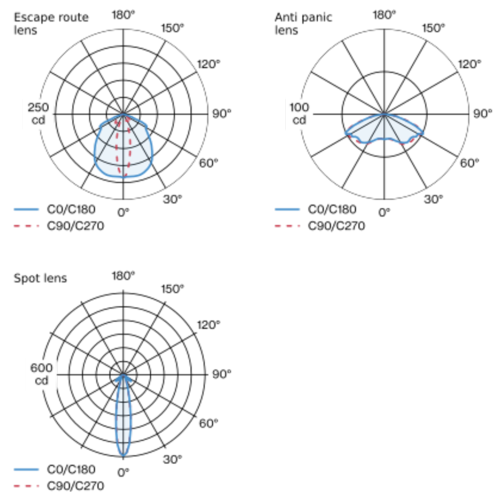 Escape route
lens
180°
150°
120°
250
cd
90°
60°
30°
0°
C0/C180
C90/C270
Anti panic
lens
180°
150°
120°
100
cd
90°
60°
30°
0°
C0/C180
C90/C270
Spot lens
180°
150°
120°
600
cd
90°
60°
30°
0°
C0/C180
C90/C270